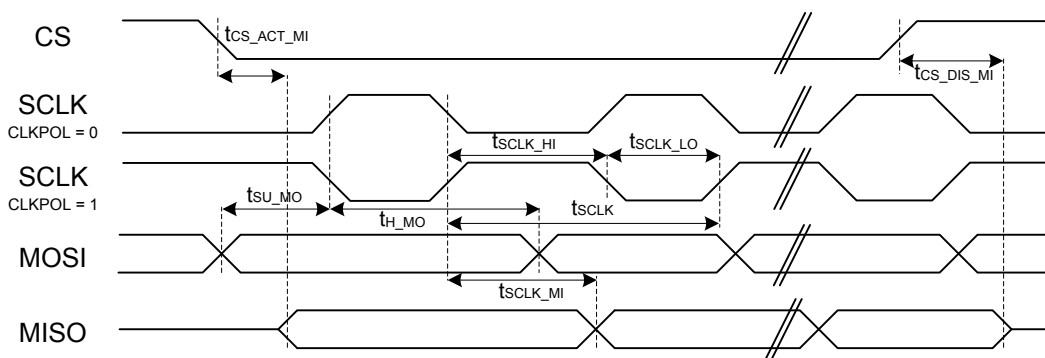 CS
tCS_ACT_MI
tCS_DIS_MI
SCLK
CLKPOL = 0
tSCLK_HI
tSCLK_LO
SCLK
CLKPOL = 1
tSU_MO
tH_MO
tSCLK
MOSI
tSCLK_MI
MISO